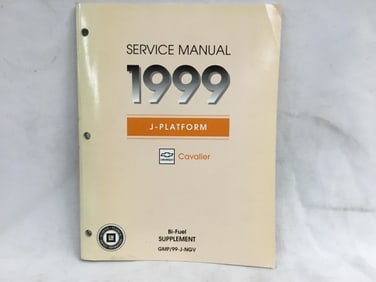 SERVICE MANUAL
1999
J-PLATFORM
Cavalier
Bi-Fuel
SUPPLEMENT
GMP/99-J-NGV